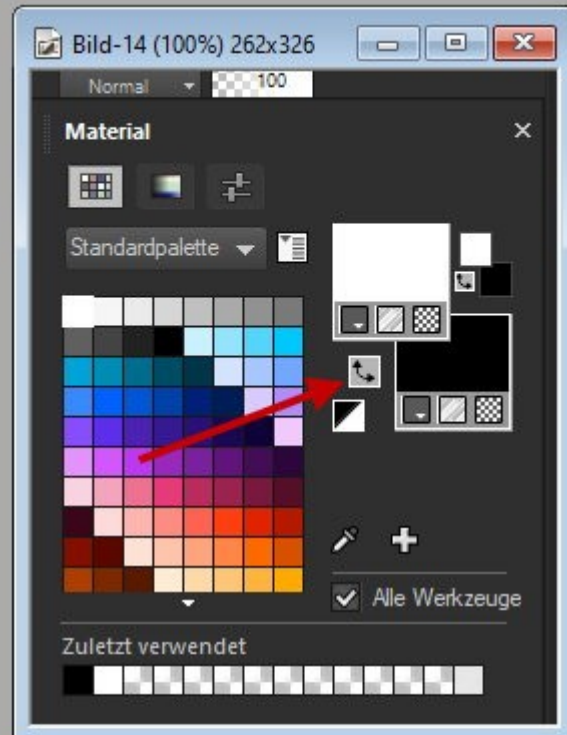 Bild-14 (100%) 262x326
Normal 100
Material
Standardpalette
Alle Werkzeuge
Zuletzt verwendet